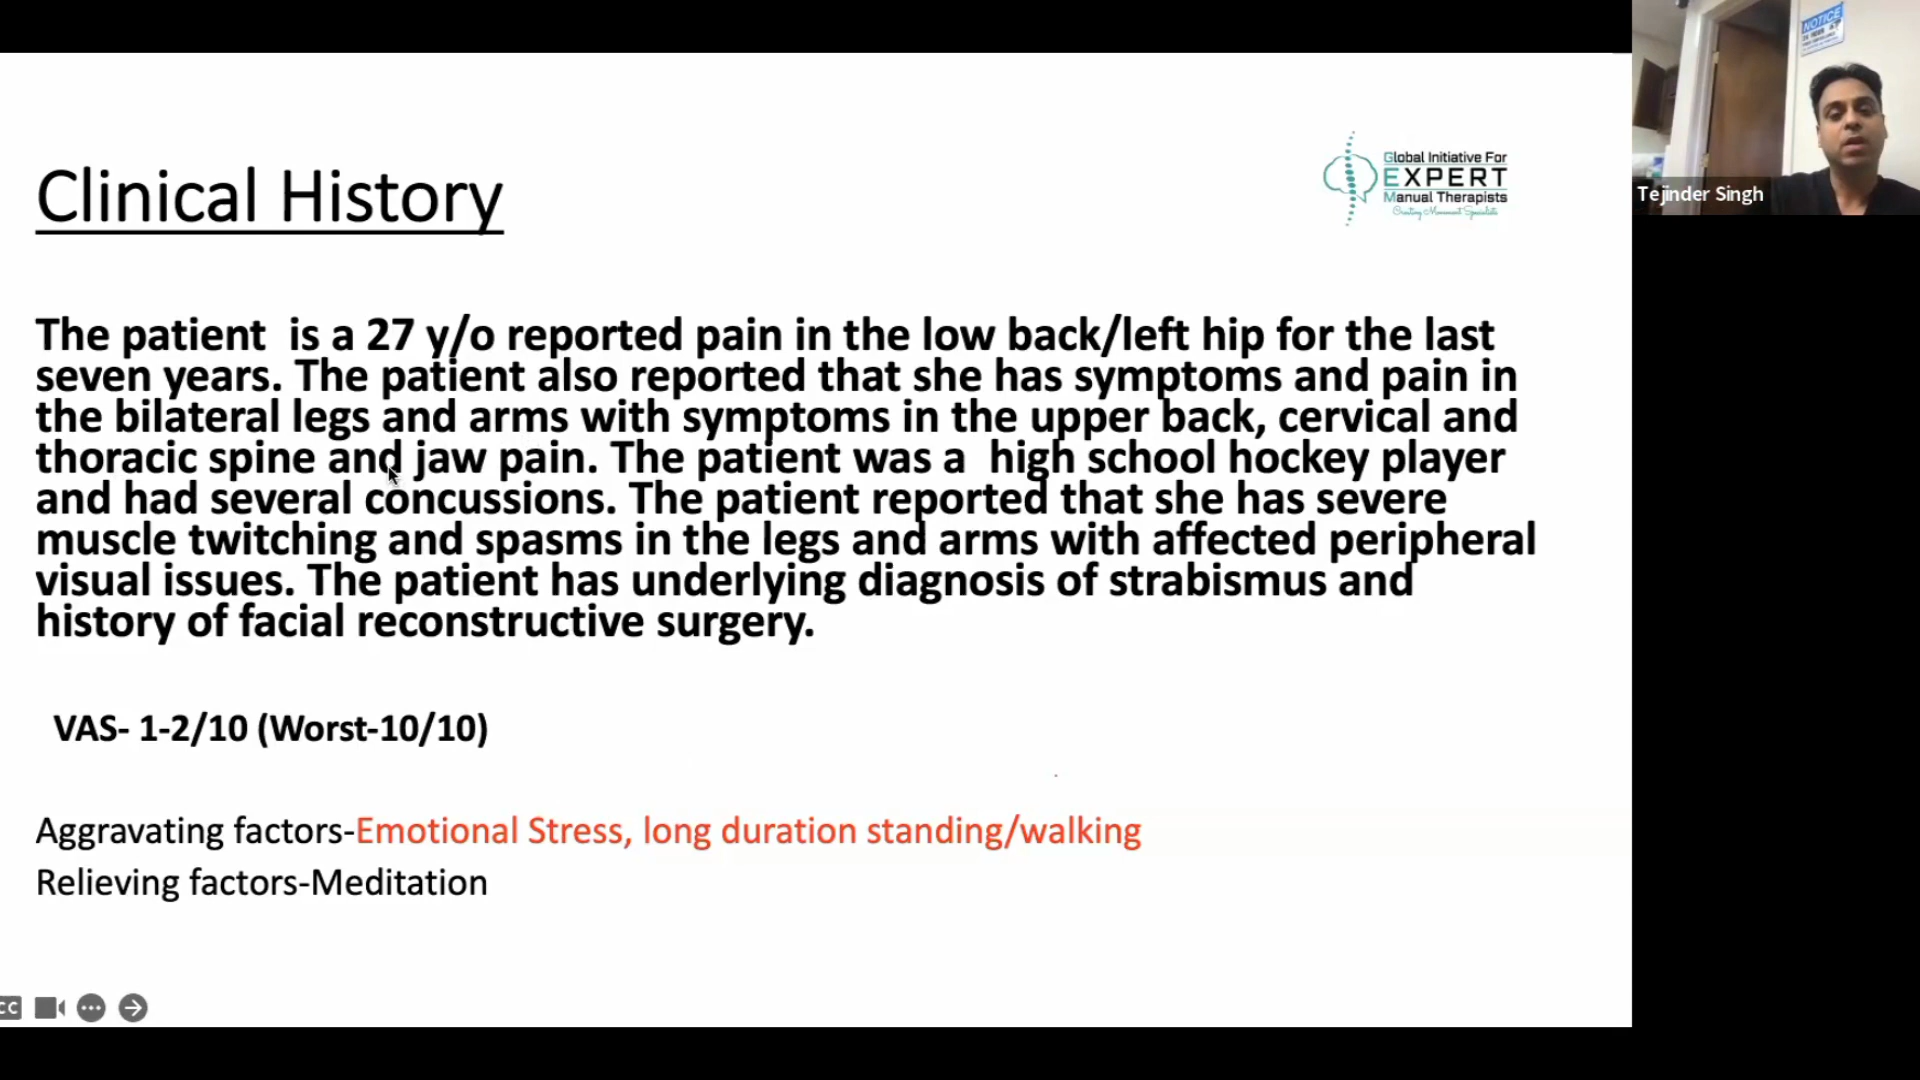 Clinical History
Global Initiative For
EXPERT
Manual Therapists
Creating Movement Specialists
The patient  is a 27 y/o reported pain in the low back/left hip for the last
seven years. The patient also reported that she has symptoms and pain in
the bilateral legs and arms with symptoms in the upper back, cervical and
thoracic spine and jaw pain. The patient was a  high school hockey player
and had several concussions. The patient reported that she has severe
muscle twitching and spasms in the legs and arms with affected peripheral
visual issues. The patient has underlying diagnosis of strabismus and
history of facial reconstructive surgery.
VAS- 1-2/10 (Worst-10/10)
Aggravating factors-Emotional Stress, long duration standing/walking
Relieving factors-Meditation
CC
NOTICE
Tejinder Singh